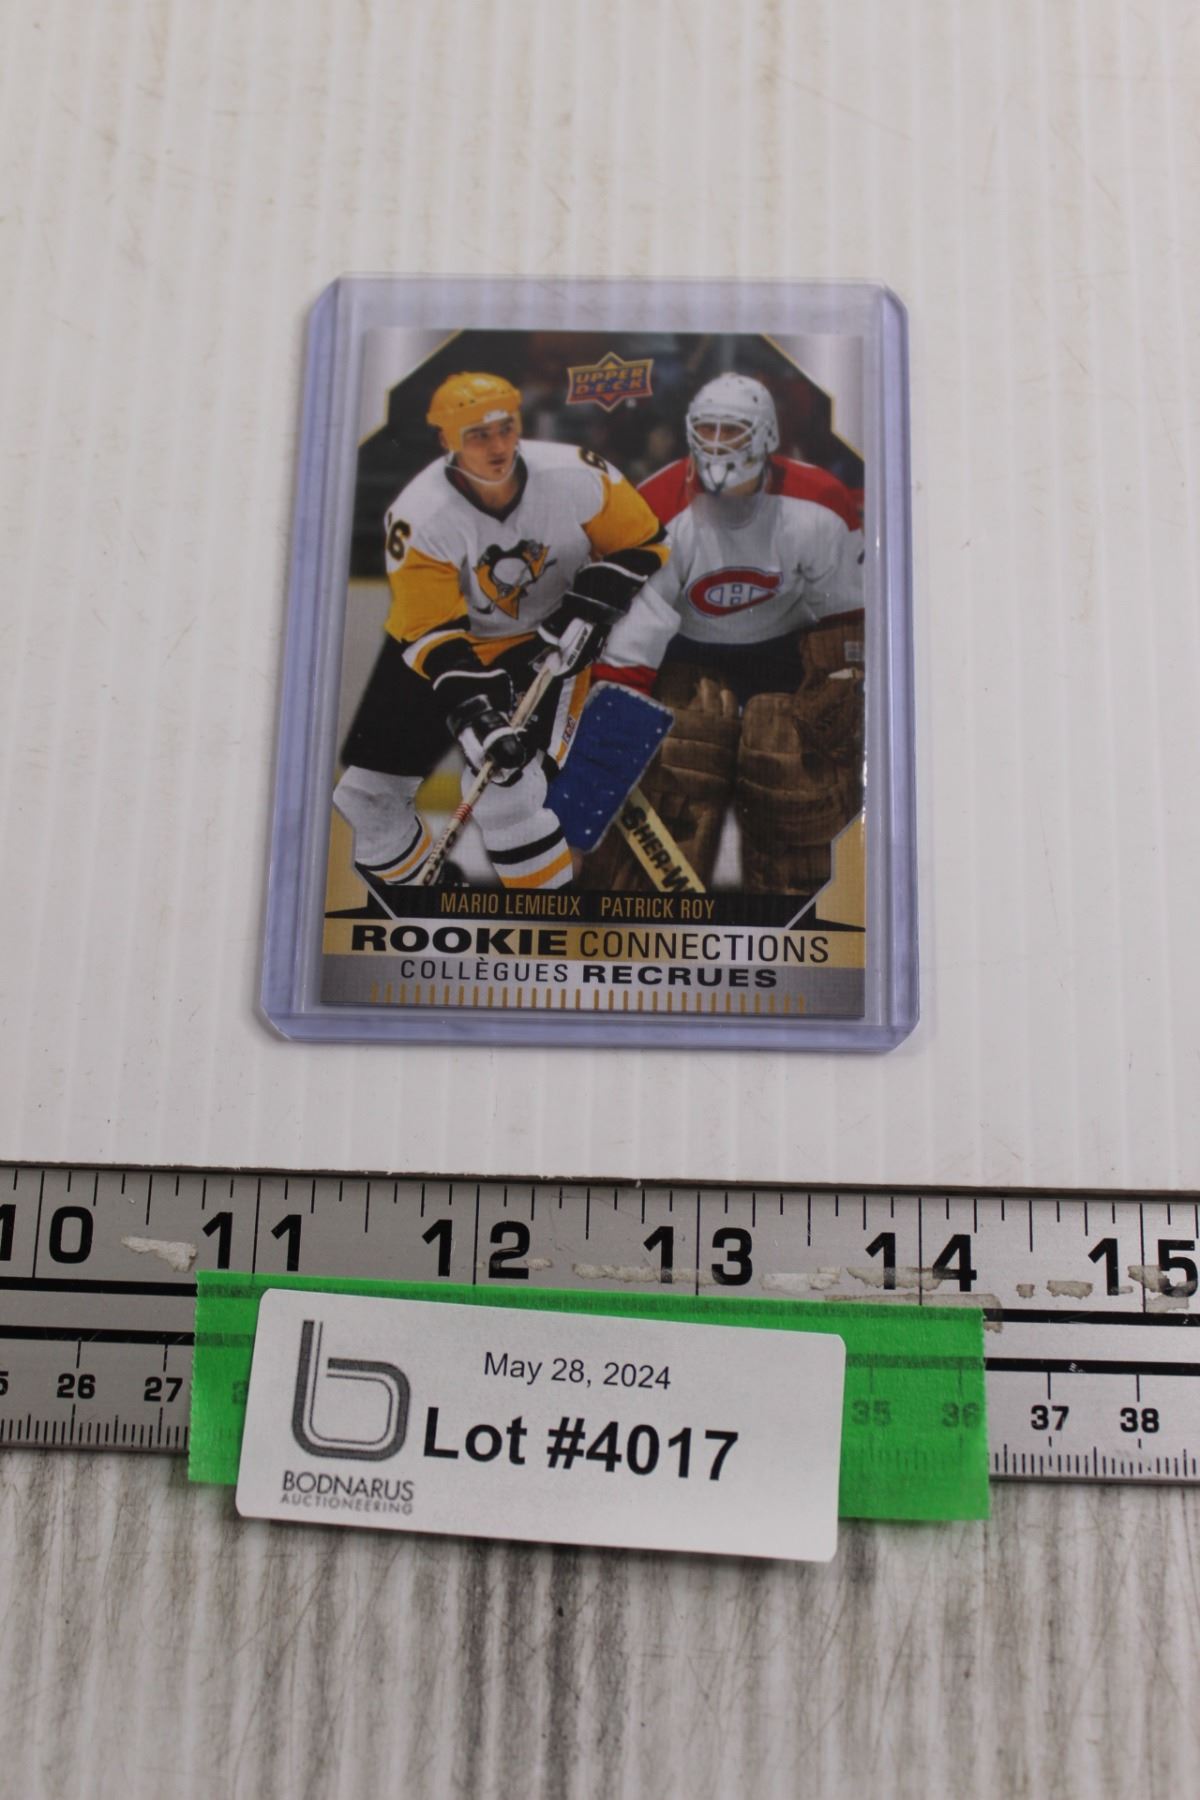 UPPER
D·E·C·K
66
SHER-W
MARIO LEMIEUX PATRICK ROY
ROOKIE CONNECTIONS
COLLÈGUES RECRUES
10 11 12 13 14 15
26 27 35 36 37 38
May 28, 2024
Lot #4017
BODNARUS
AUCTIONEERING